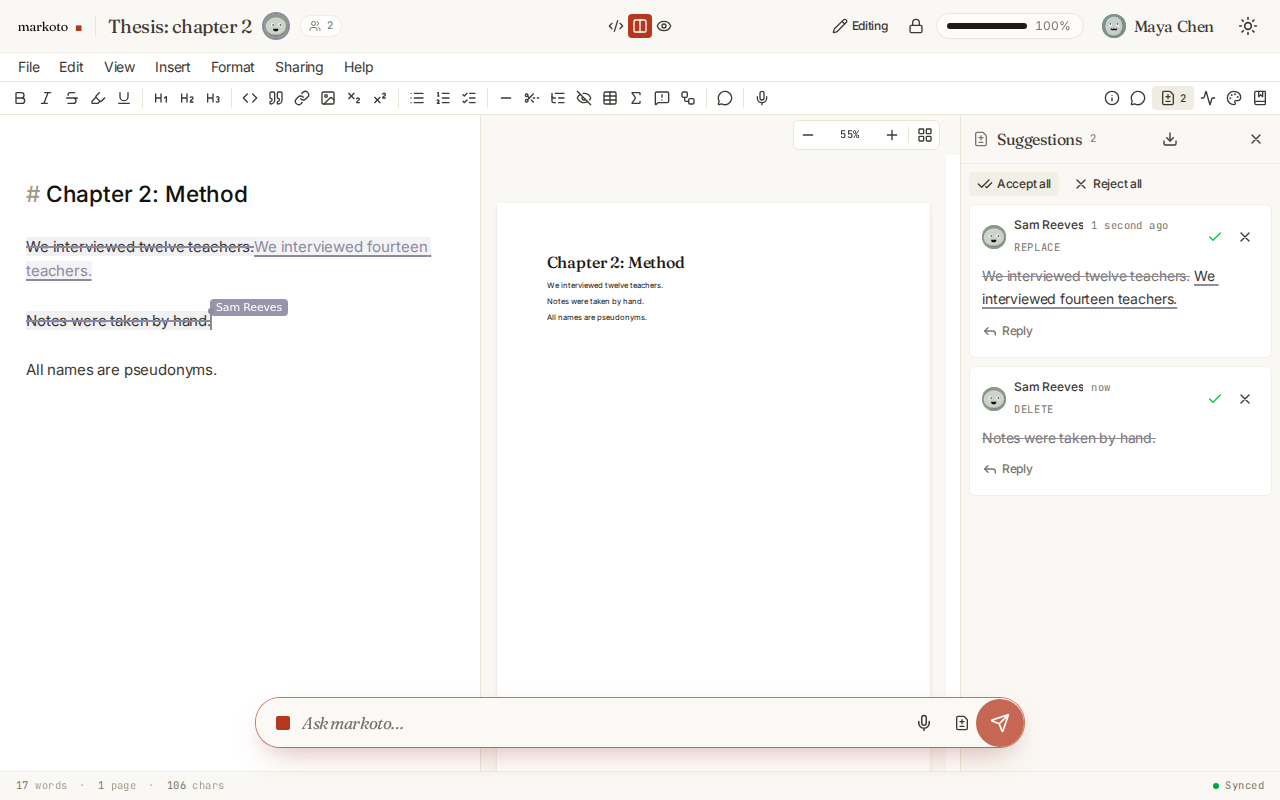 markoto
Thesis: chapter 2
2
Editing
100%
Maya Chen
File Edit View Insert Format Sharing Help
H1 H2 H3
X2 X2
2
55%
Suggestions 2
Accept all
Reject all
# Chapter 2: Method
We interviewed twelve teachers.We interviewed fourteen
teachers.
Sam Reeves
Notes were taken by hand.
All names are pseudonyms.
Chapter 2: Method
We interviewed twelve teachers.
Notes were taken by hand.
All names are pseudonyms.
Sam Reeves 1 second ago
REPLACE
We interviewed twelve teachers. We
interviewed fourteen teachers.
Reply
Sam Reeves now
DELETE
Notes were taken by hand.
Reply
Ask markoto...
17 words · 1 page · 106 chars
Synced